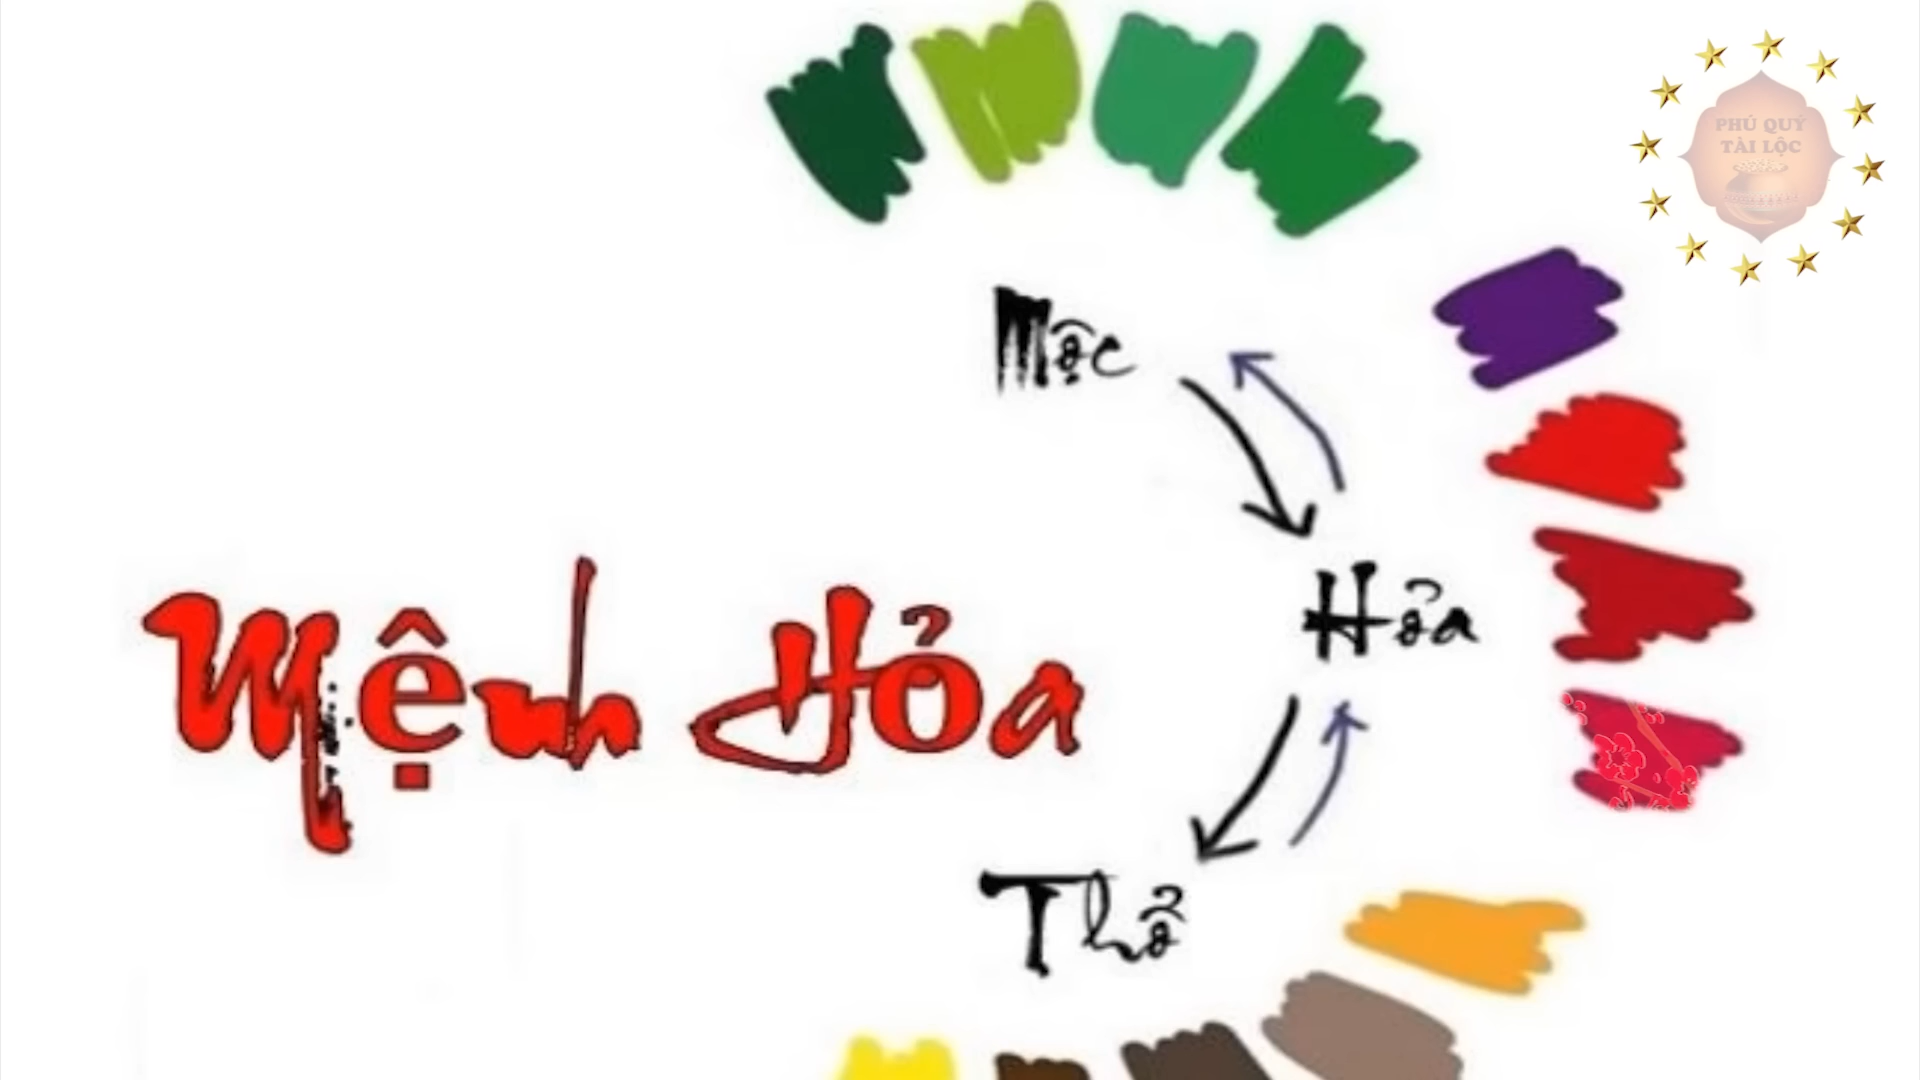 PHÚ QUÝ
TÀI LỘC
Mộc
Hỏa
Mệnh Hỏa
Thổ